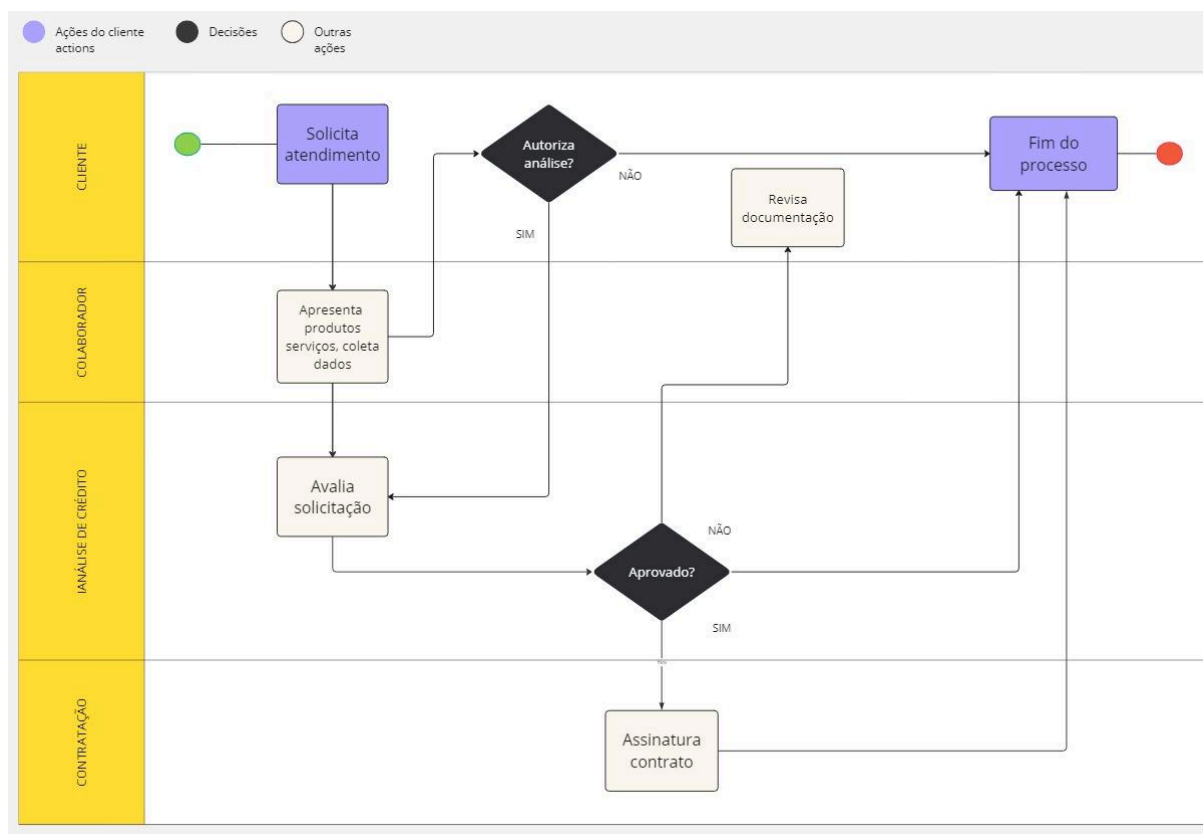 Ações do cliente
actions
Decisões
Outras
ações
CLIENTE
Solicita
atendimento
Autoriza
análise?
NÃO
SIM
Revisa
documentação
Fim do
processo
COLABORADOR
Apresenta
produtos
serviços, coleta
dados
IANÁLISE DE CRÉDITO
Avalia
solicitação
Aprovado?
NÃO
SIM
CONTRATAÇÃO
Assinatura
contrato